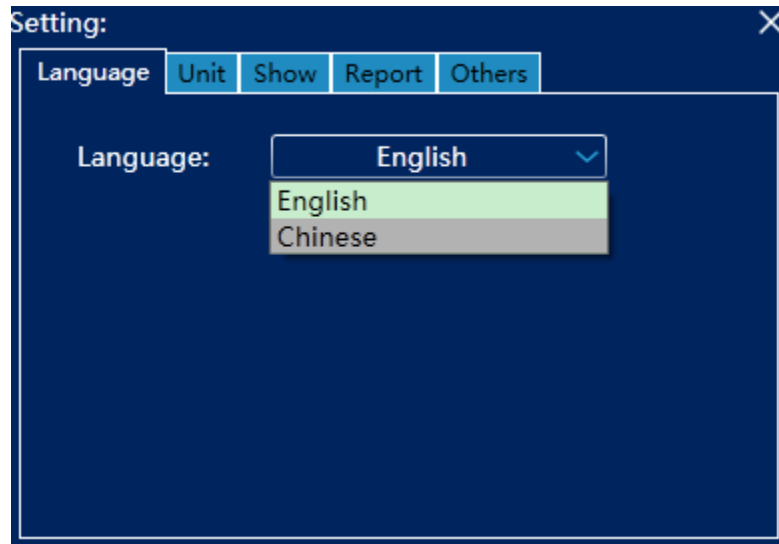 Setting:
Language Unit Show Report Others
Language: English
English
Chinese